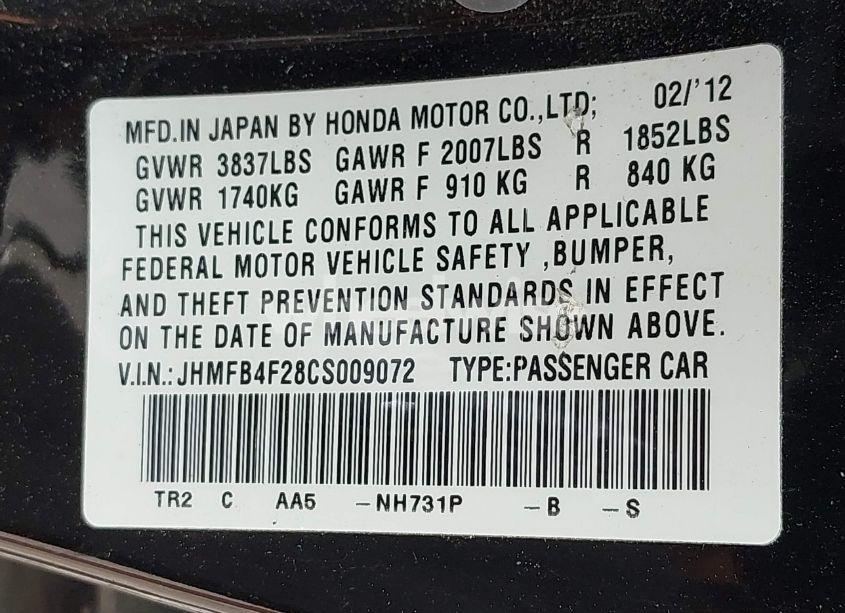 MFD.IN JAPAN BY HONDA MOTOR CO.,LTD; 02/'12
GVWR 3837LBS GAWR F 2007LBS R 1852LBS
GVWR 1740KG GAWR F 910 KG R 840 KG
THIS VEHICLE CONFORMS TO ALL APPLICABLE
FEDERAL MOTOR VEHICLE SAFETY ,BUMPER,
AND THEFT PREVENTION STANDARDS IN EFFECT
ON THE DATE OF MANUFACTURE SHOWN ABOVE.
V.I.N.:JHMFB4F28CS009072 TYPE:PASSENGER CAR
TR2 C AA5 -NH731P -B -S